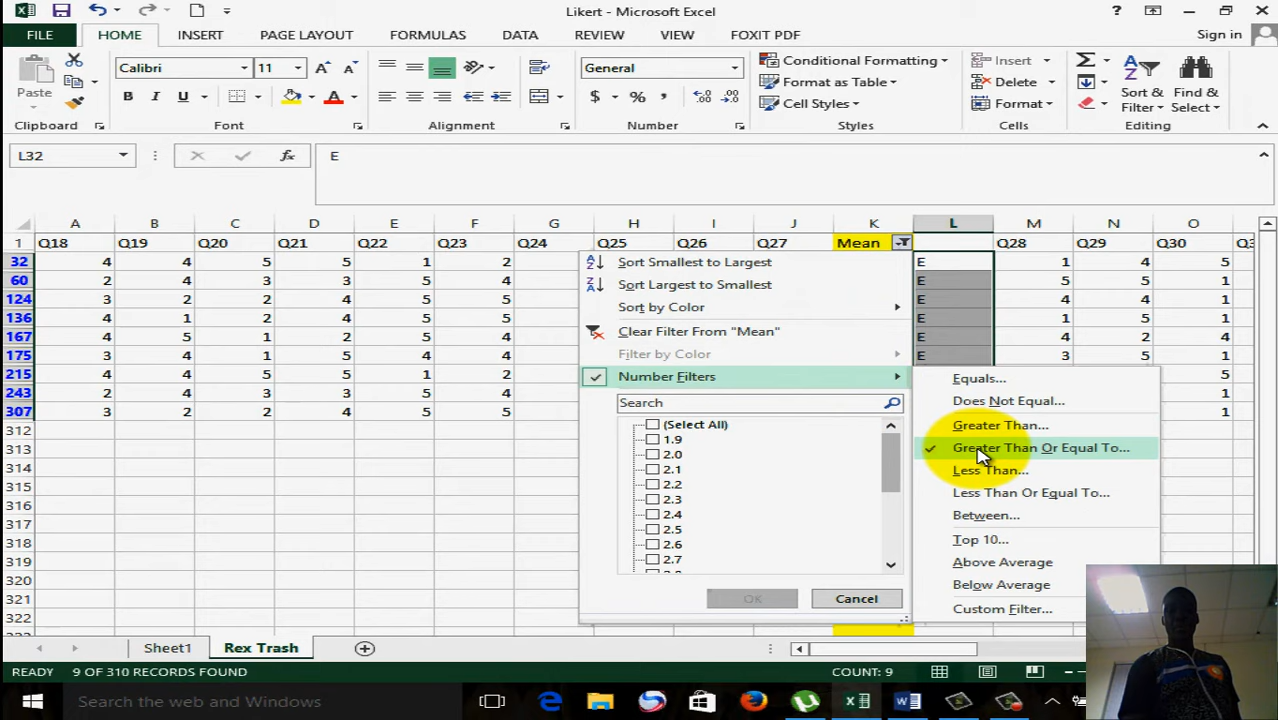 Likert - Microsoft Excel
FILE HOME INSERT PAGE LAYOUT FORMULAS DATA REVIEW VIEW FOXIT PDF Sign in
Paste
Calibri 11
B I U A
General
$ % ,
Conditional Formatting
Format as Table
Cell Styles
Insert
Delete
Format
Sort & Filter
Find & Select
Clipboard Font Alignment Number Styles Cells Editing
L32 fx E
A B C D E F G H I J K L M N O
1 Q18 Q19 Q20 Q21 Q22 Q23 Q24 Q25 Q26 Q27 Mean Q28 Q29 Q30 Q3
32 4 4 5 5 1 2 E 1 4 5
60 2 4 3 3 5 4 E 5 5 1
124 3 2 2 4 5 5 E 4 4 1
136 4 1 2 4 5 5 E 1 5 1
167 4 5 1 2 5 4 E 4 2 4
175 3 4 1 5 4 4 E 3 5 1
215 4 4 5 5 1 2 5
243 2 4 3 3 5 4 1
307 3 2 2 4 5 5 1
312
313
314
315
316
317
318
319
320
321
322
Sort Smallest to Largest
Sort Largest to Smallest
Sort by Color
Clear Filter From "Mean"
Filter by Color
Number Filters
Search
(Select All)
1.9
2.0
2.1
2.2
2.3
2.4
2.5
2.6
2.7
OK Cancel
Equals...
Does Not Equal...
Greater Than...
Greater Than Or Equal To...
Less Than...
Less Than Or Equal To...
Between...
Top 10...
Above Average
Below Average
Custom Filter...
Sheet1 Rex Trash
READY 9 OF 310 RECORDS FOUND COUNT: 9
Search the web and Windows